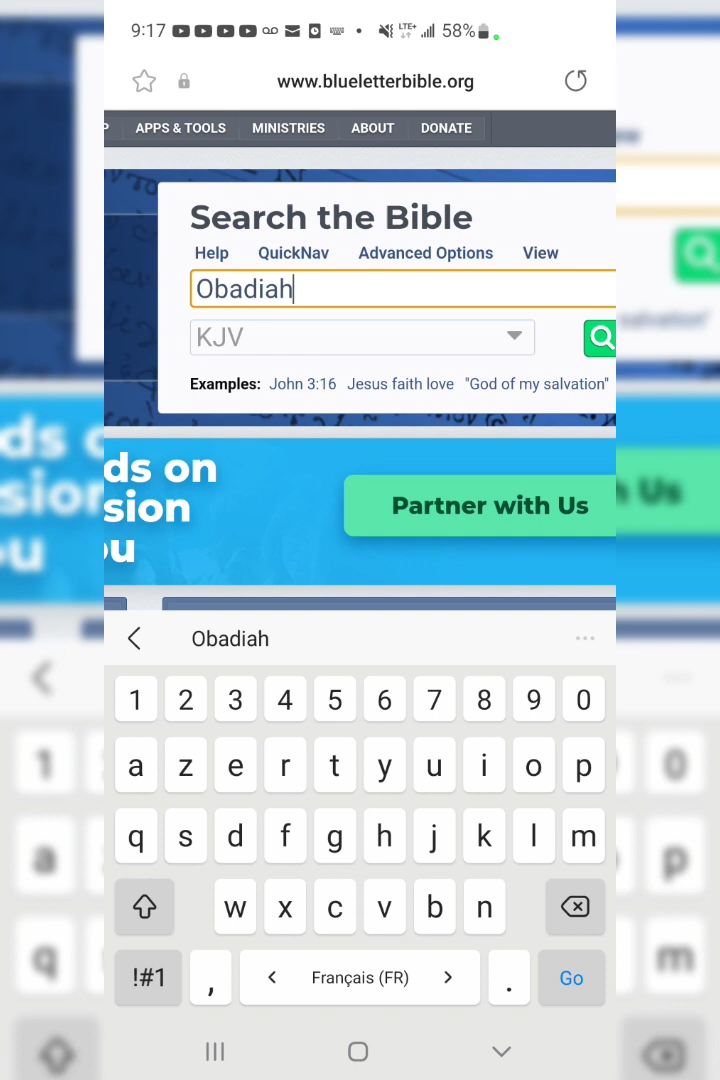 9:17 LTE+ 58%
www.blueletterbible.org
P APPS & TOOLS MINISTRIES ABOUT DONATE
Search the Bible
Help QuickNav Advanced Options View
Obadiah
KJV
Examples: John 3:16 Jesus faith love "God of my salvation"
ds on
sion
ou
Partner with Us
Obadiah
1 2 3 4 5 6 7 8 9 0
a z e r t y u i o p
q s d f g h j k l m
w x c v b n
!#1 , < Français (FR) > . Go